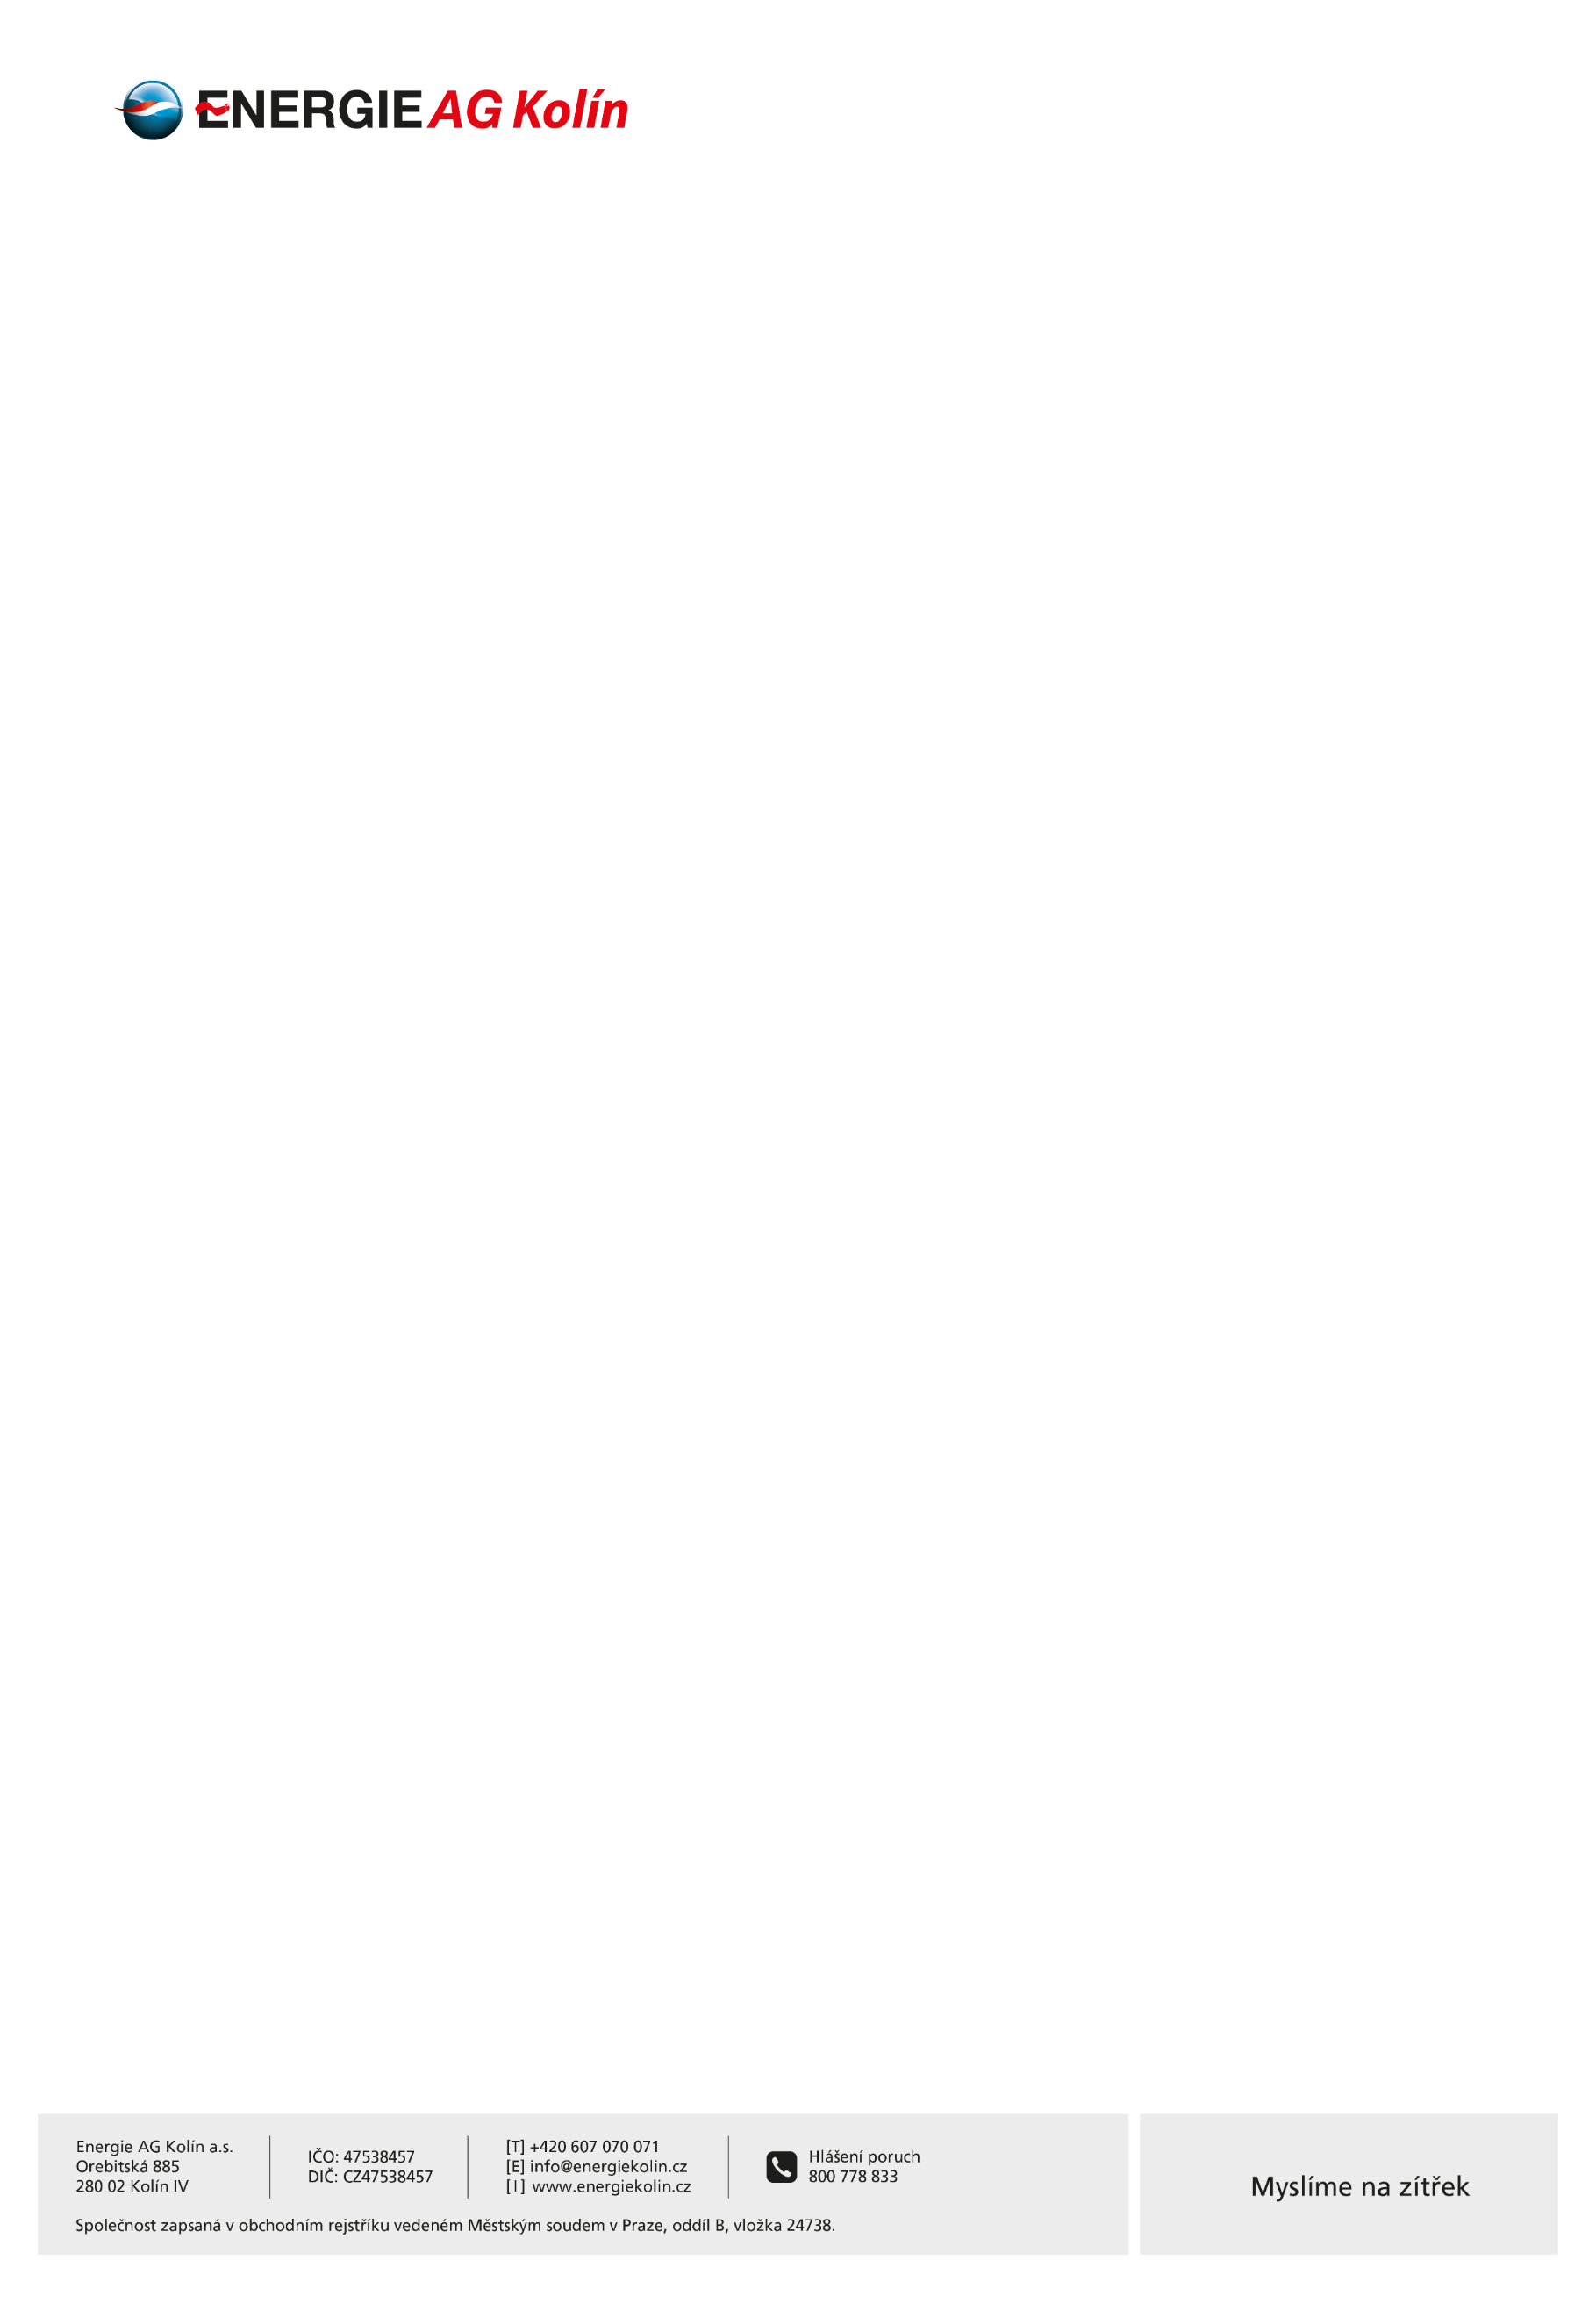 ENERGIE AG Kolín
Energie AG Kolín a.s.
Orebitská 885
280 02 Kolín IV
IČO: 47538457
DIČ: CZ47538457
[T] +420 607 070 071
[E] info@energiekolin.cz
[ I ] www.energiekolin.cz
Hlášení poruch
800 778 833
Společnost zapsaná v obchodním rejstříku vedeném Městským soudem v Praze, oddíl B, vložka 24738.
Myslíme na zítřek